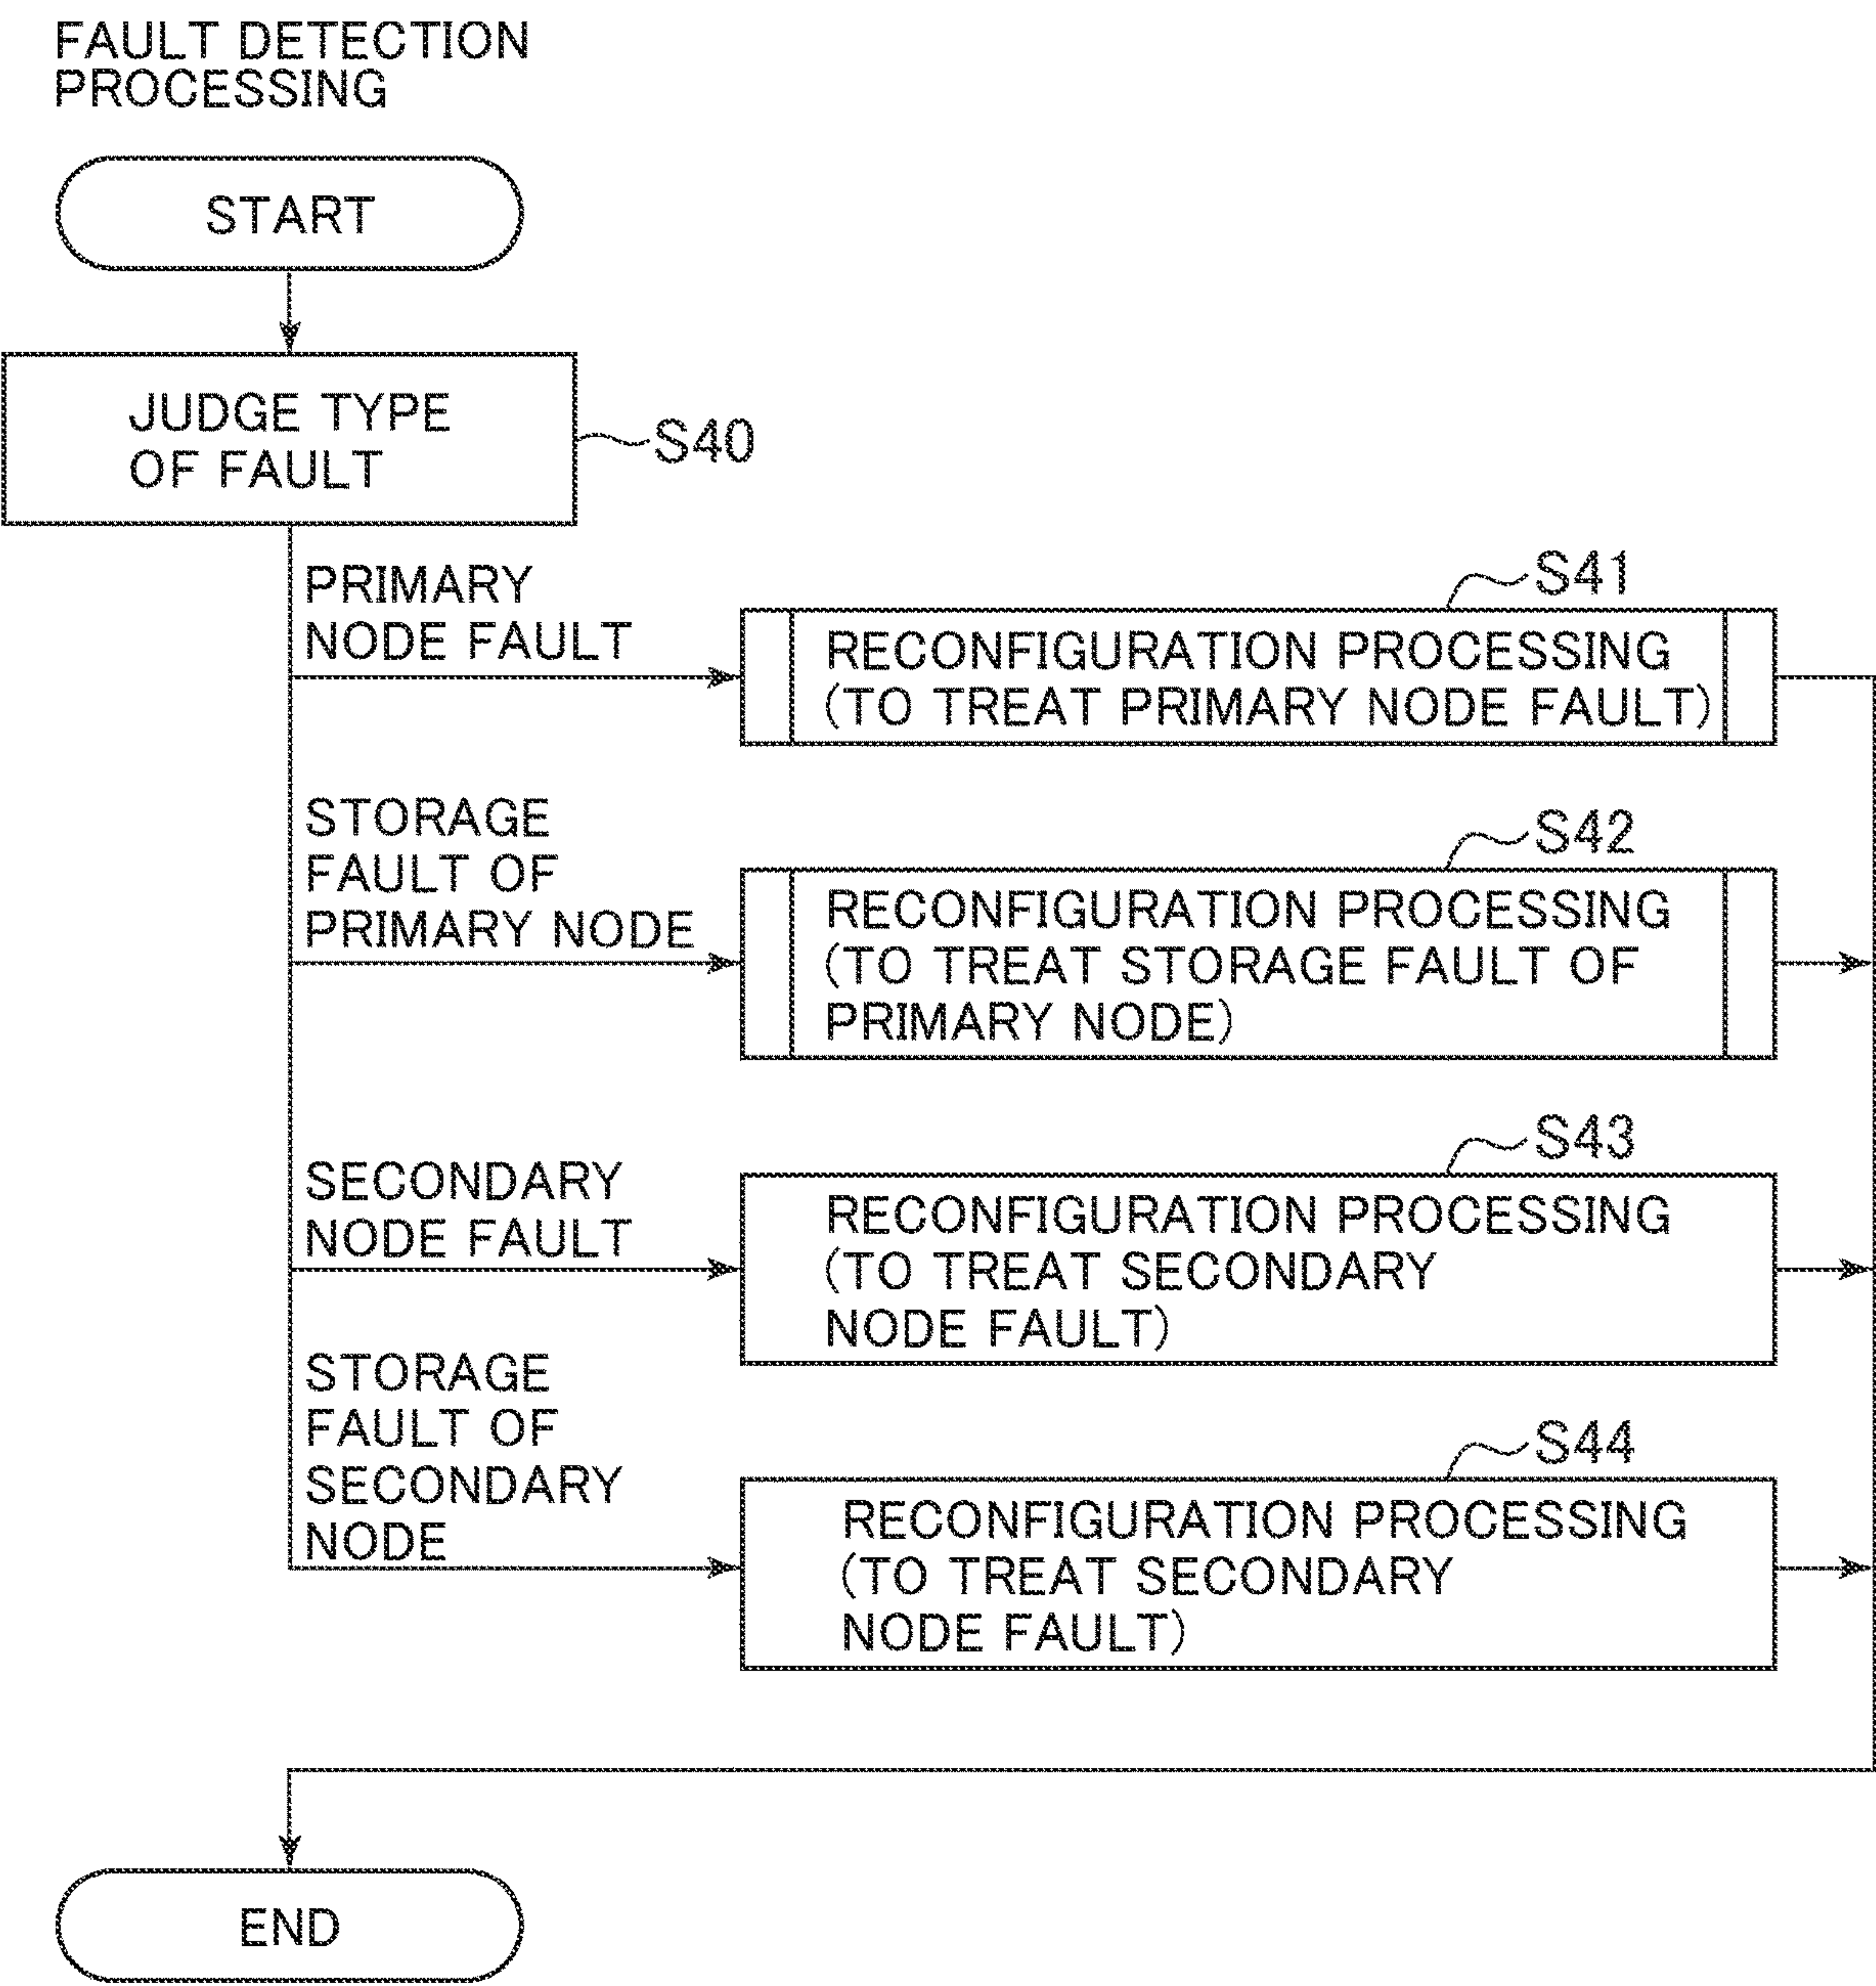 FAULT DETECTION
PROCESSING
START
JUDGE TYPE
OF FAULT
S40
PRIMARY
NODE FAULT
S41
RECONFIGURATION PROCESSING
(TO TREAT PRIMARY NODE FAULT)
STORAGE
FAULT OF
PRIMARY NODE
S42
RECONFIGURATION PROCESSING
(TO TREAT STORAGE FAULT OF
PRIMARY NODE)
SECONDARY
NODE FAULT
S43
RECONFIGURATION PROCESSING
(TO TREAT SECONDARY
NODE FAULT)
STORAGE
FAULT OF
SECONDARY
NODE
S44
RECONFIGURATION PROCESSING
(TO TREAT SECONDARY
NODE FAULT)
END